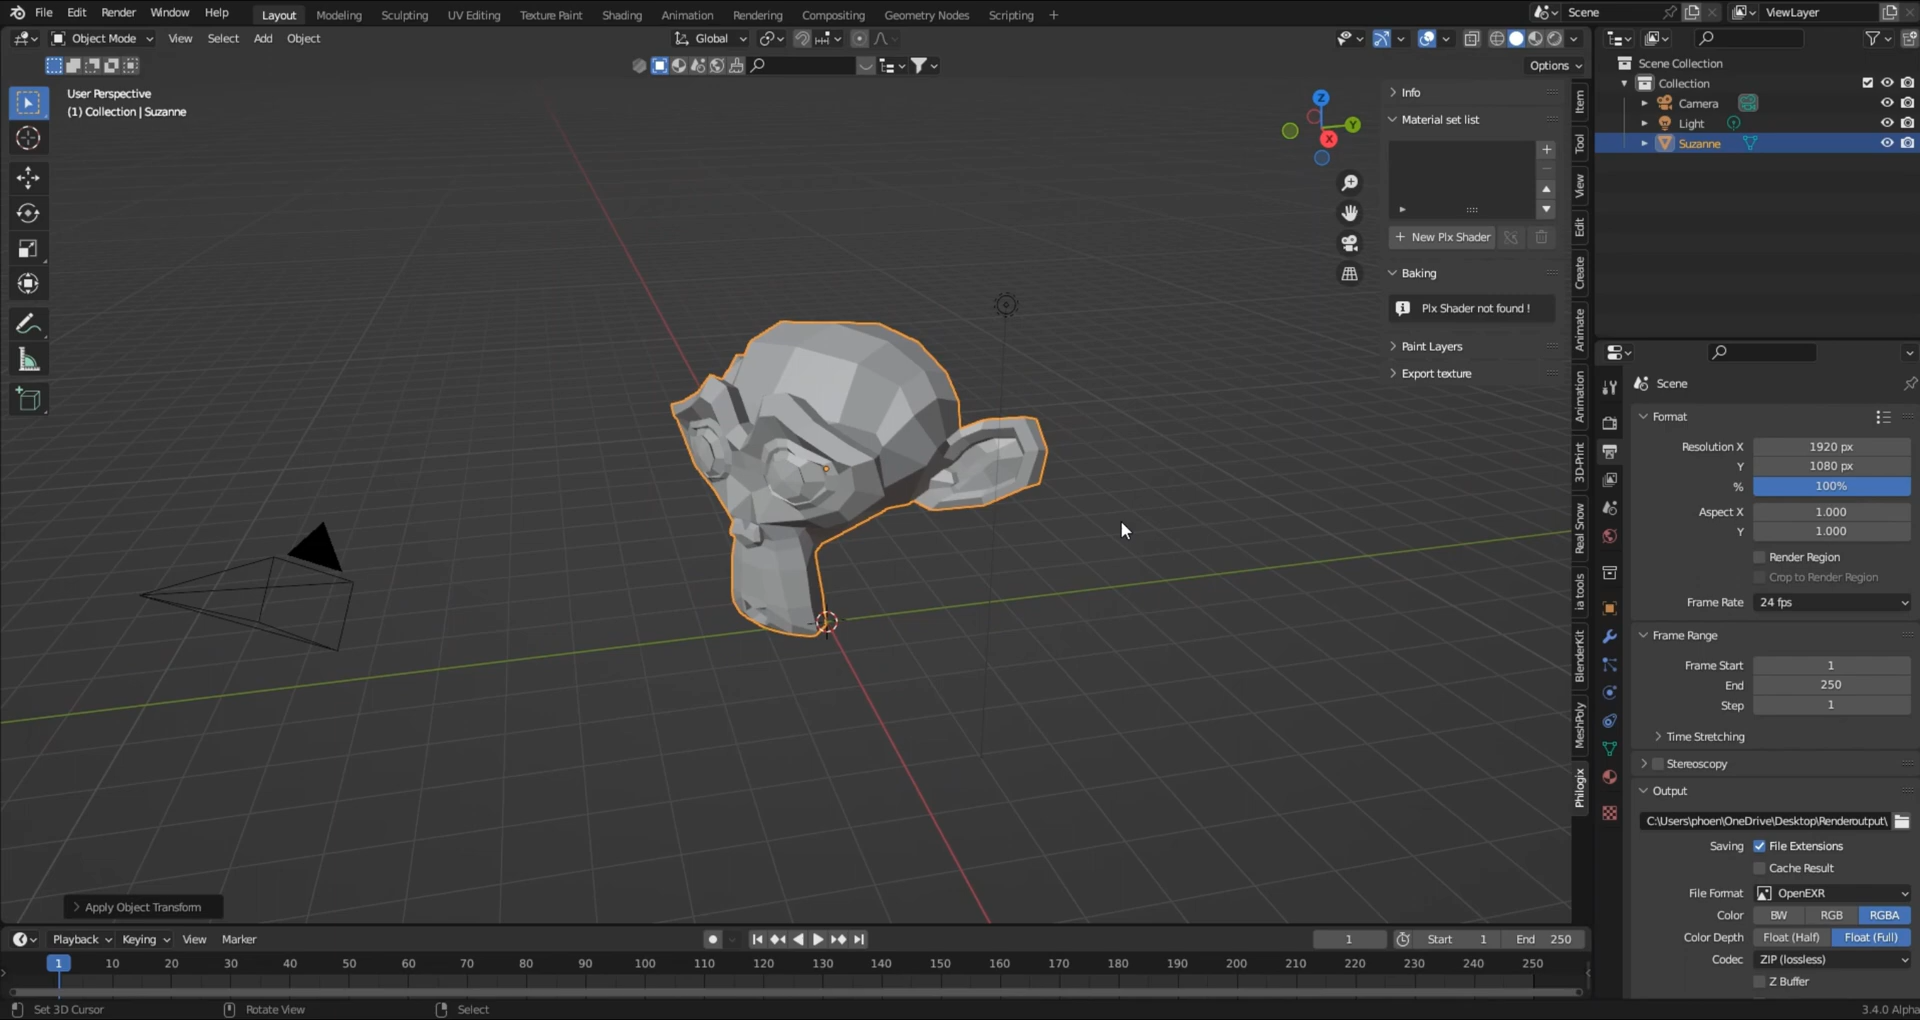 File Edit Render Window Help Layout Modeling Sculpting UV Editing Texture Paint Shading Animation Rendering Compositing Geometry Nodes Scripting + Scene ViewLayer
Object Mode View Select Add Object Global
Options
User Perspective
(1) Collection | Suzanne
Z
Y
X
Info
Material set list
New Plx Shader
Baking
Plx Shader not found !
Paint Layers
Export texture
Item
Tool
View
Edit
Create
Animate
Animation
3D-Print
Real Snow
ia tools
BlenderKit
MeshPoly
Philogix
Scene Collection
Collection
Camera
Light
Suzanne
Scene
Format
Resolution X 1920 px
Y 1080 px
% 100%
Aspect X 1.000
Y 1.000
Render Region
Crop to Render Region
Frame Rate 24 fps
Frame Range
Frame Start 1
End 250
Step 1
Time Stretching
Stereoscopy
Output
C:\Users\phoen\OneDrive\Desktop\Renderoutput\
Saving File Extensions
Cache Result
File Format OpenEXR
Color BW RGB RGBA
Color Depth Float (Half) Float (Full)
Codec ZIP (lossless)
Z Buffer
Apply Object Transform
Playback Keying View Marker 1 Start 1 End 250
1 10 20 30 40 50 60 70 80 90 100 110 120 130 140 150 160 170 180 190 200 210 220 230 240 250
Set 3D Cursor Rotate View Select 3.4.0 Alpha